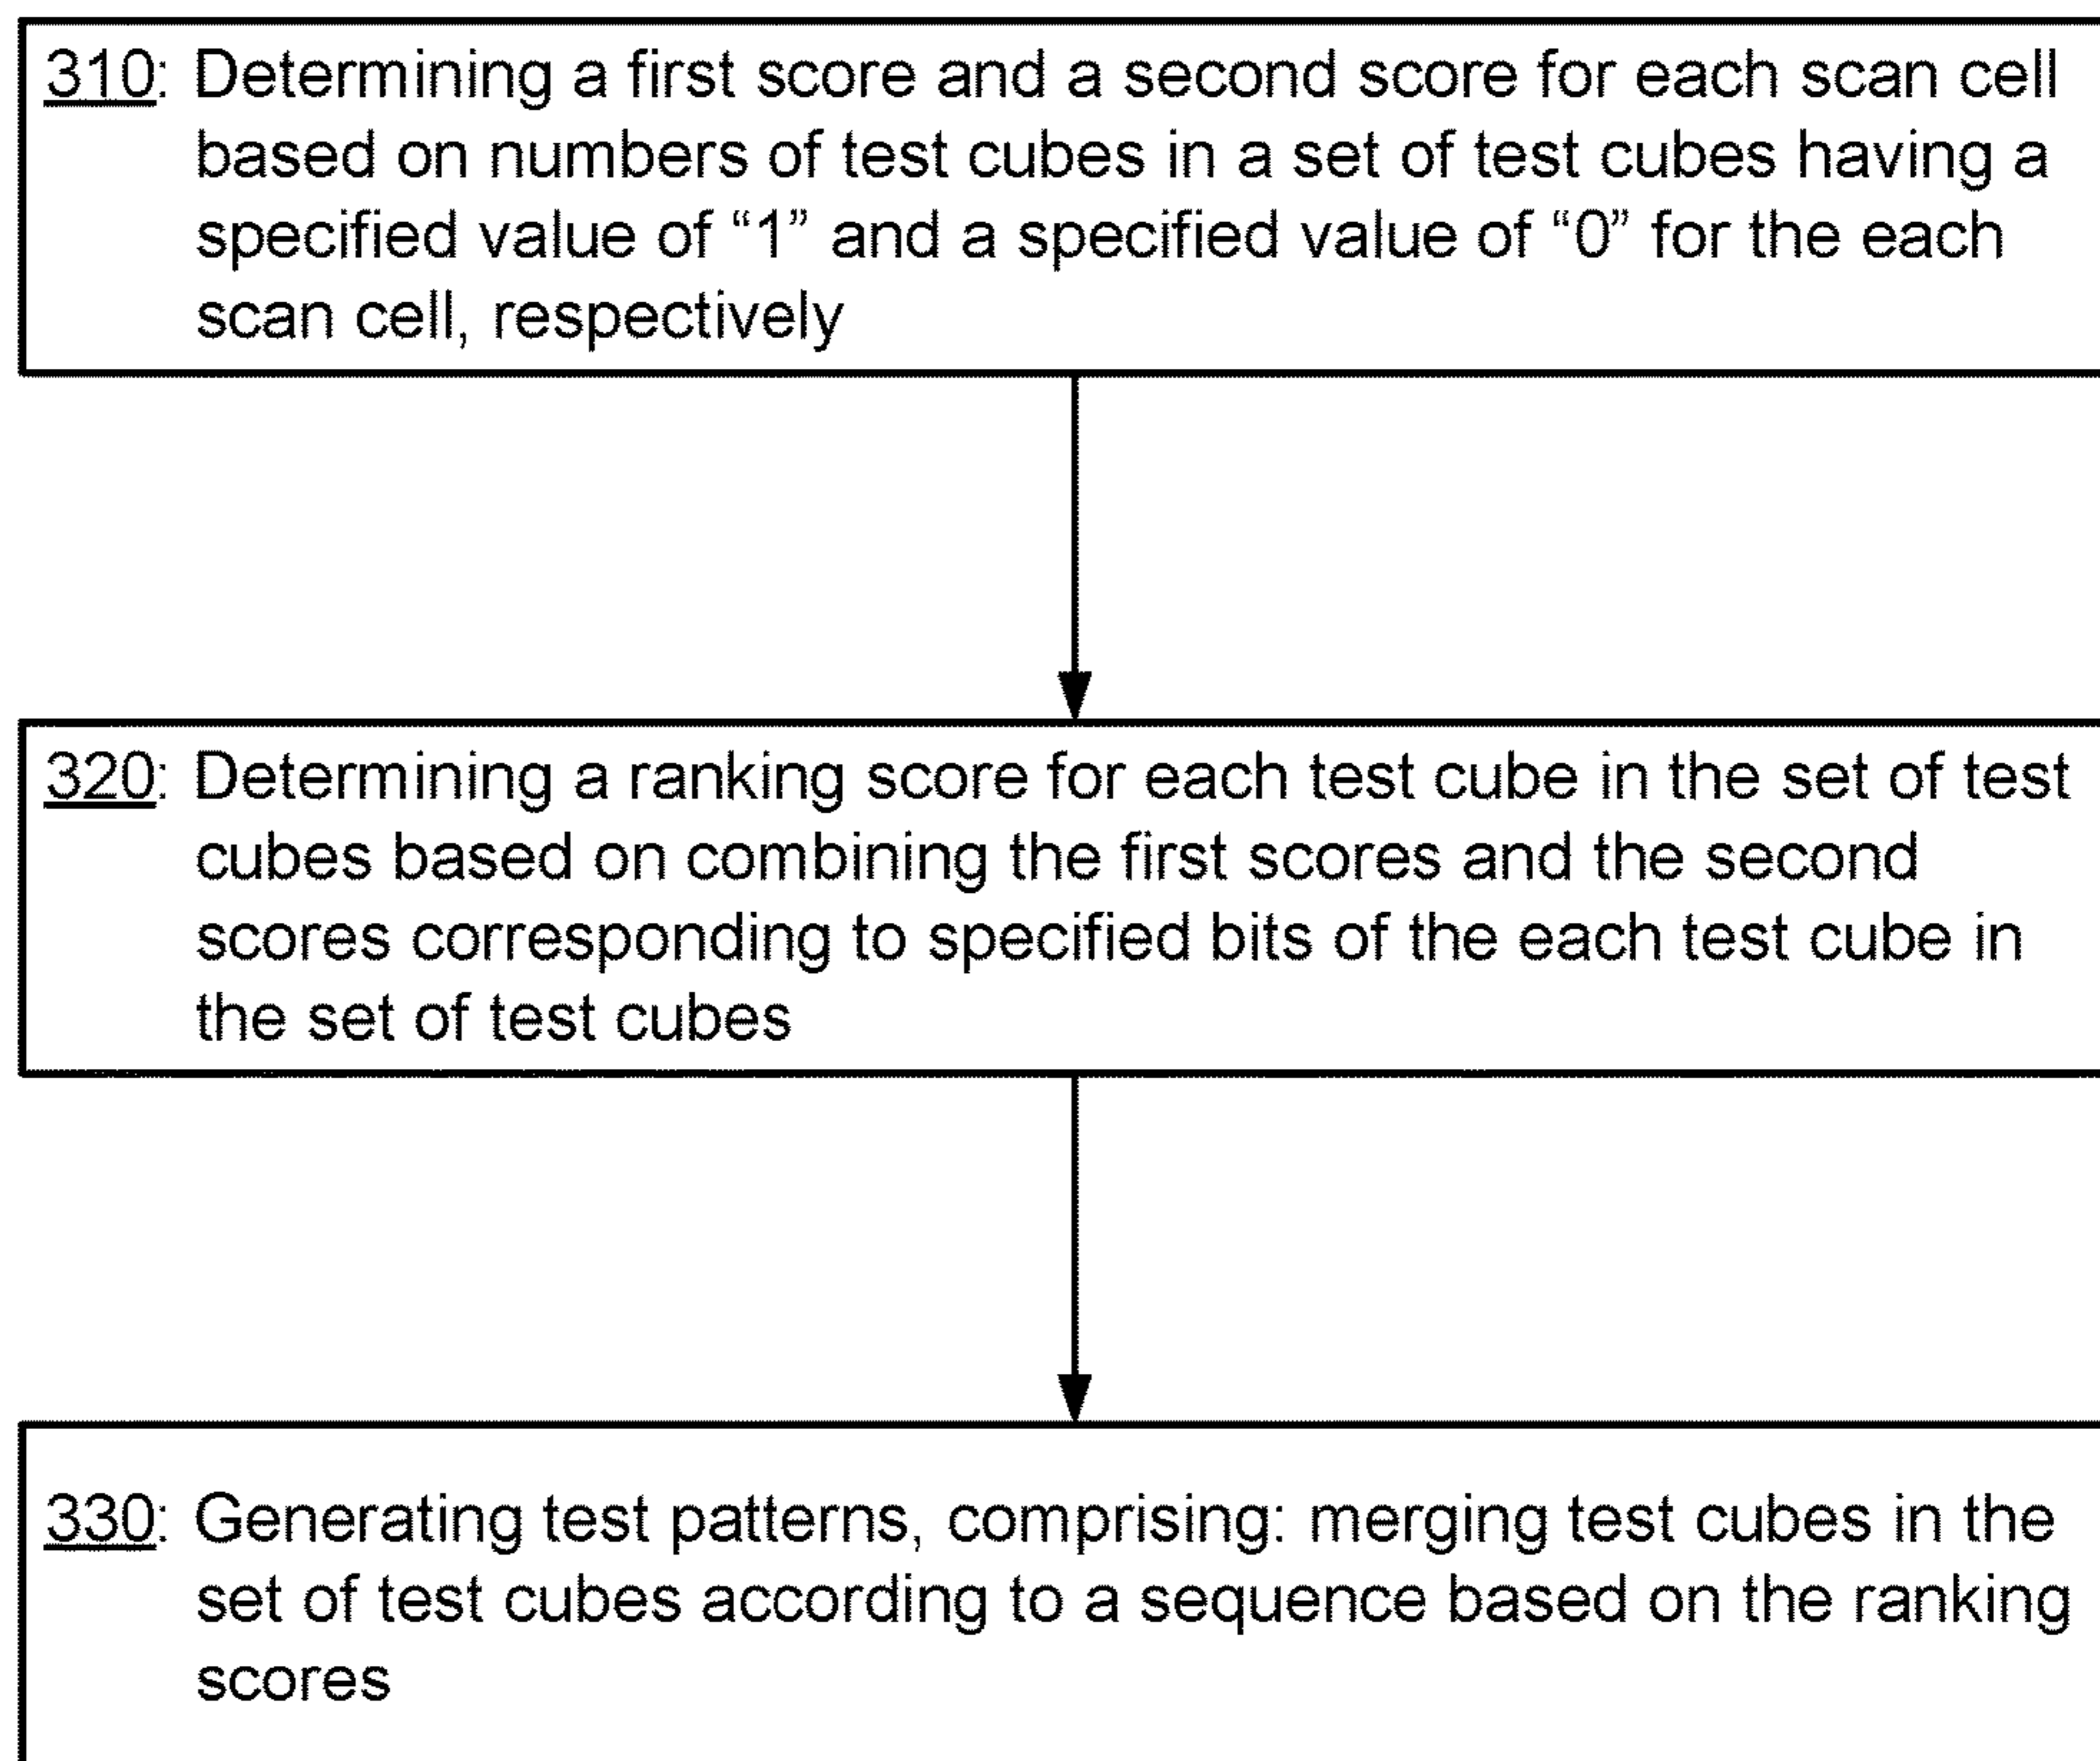 310: Determining a first score and a second score for each scan cell
based on numbers of test cubes in a set of test cubes having a
specified value of “1” and a specified value of “0” for the each
scan cell, respectively
320: Determining a ranking score for each test cube in the set of test
cubes based on combining the first scores and the second
scores corresponding to specified bits of the each test cube in
the set of test cubes
330: Generating test patterns, comprising: merging test cubes in the
set of test cubes according to a sequence based on the ranking
scores